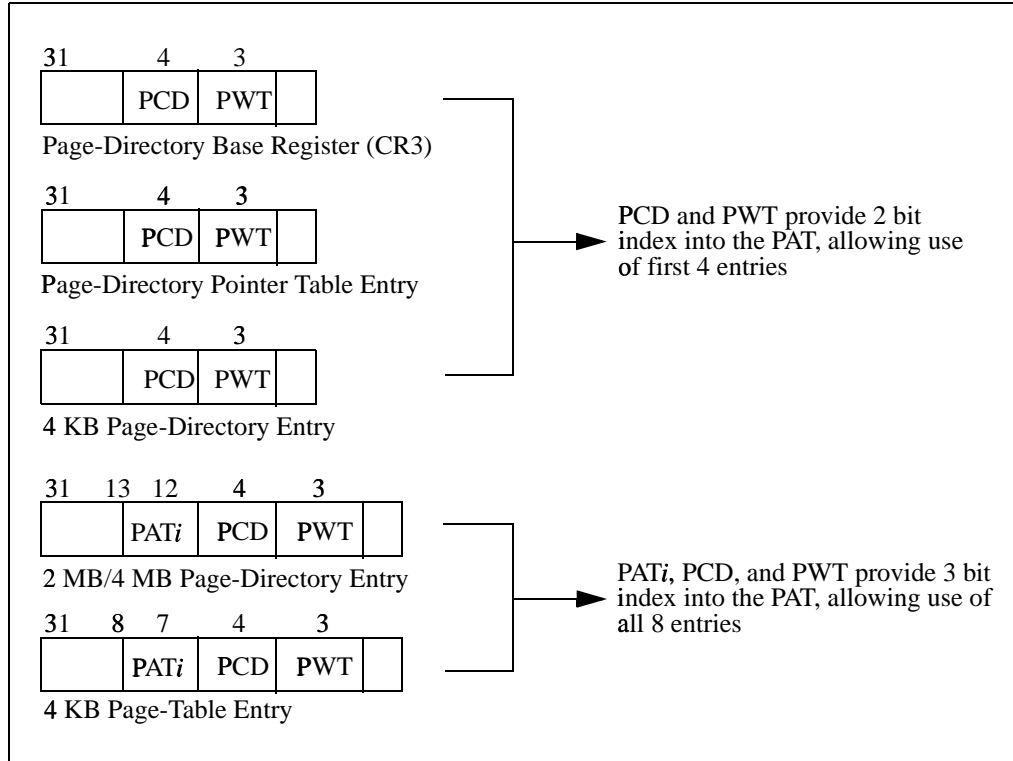 31 4 3
PCD PWT
Page-Directory Base Register (CR3)
31 4 3
PCD PWT
Page-Directory Pointer Table Entry
31 4 3
PCD PWT
4 KB Page-Directory Entry
PCD and PWT provide 2 bit
index into the PAT, allowing use
of first 4 entries
31 13 12 4 3
PATi PCD PWT
2 MB/4 MB Page-Directory Entry
31 8 7 4 3
PATi PCD PWT
4 KB Page-Table Entry
PATi, PCD, and PWT provide 3 bit
index into the PAT, allowing use of
all 8 entries